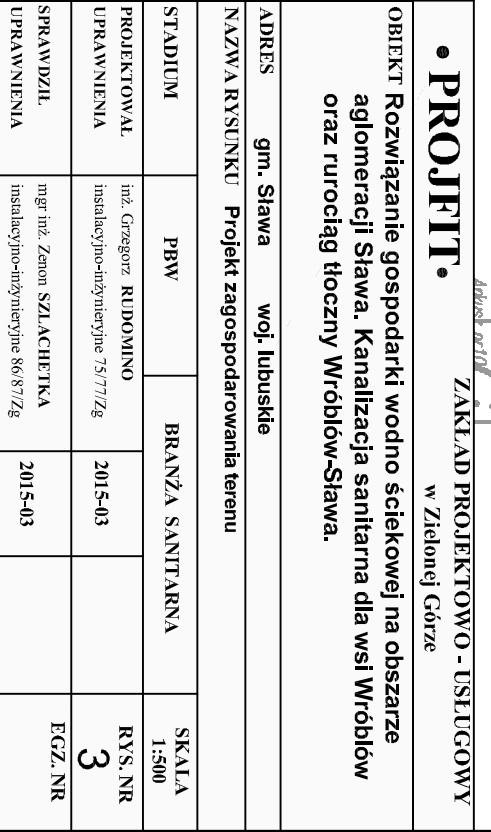 • PROJFIT •
ZAKŁAD PROJEKTOWO - USŁUGOWY
w Zielonej Górze
OBIEKT Rozwiązanie gospodarki wodno ściekowej na obszarze
aglomeracji Sława. Kanalizacja sanitarna dla wsi Wróblów
oraz rurociąg tłoczny Wróblów-Sława.
ADRES gm. Sława woj. lubuskie
NAZWA RYSUNKU Projekt zagospodarowania terenu
STADIUM PBW BRANŻA SANITARNA SKALA
1:500
PROJEKTOWAŁ inż. Grzegorz RUDOMINO 2015-03 RYS. NR
UPRAWNIENIA instalacyjno-inżynieryjne 75/77/Zg 3
SPRAWDZIŁ mgr inż. Zenon SZLACHETKA 2015-03 EGZ. NR
UPRAWNIENIA instalacyjno-inżynieryjne 86/87/Zg